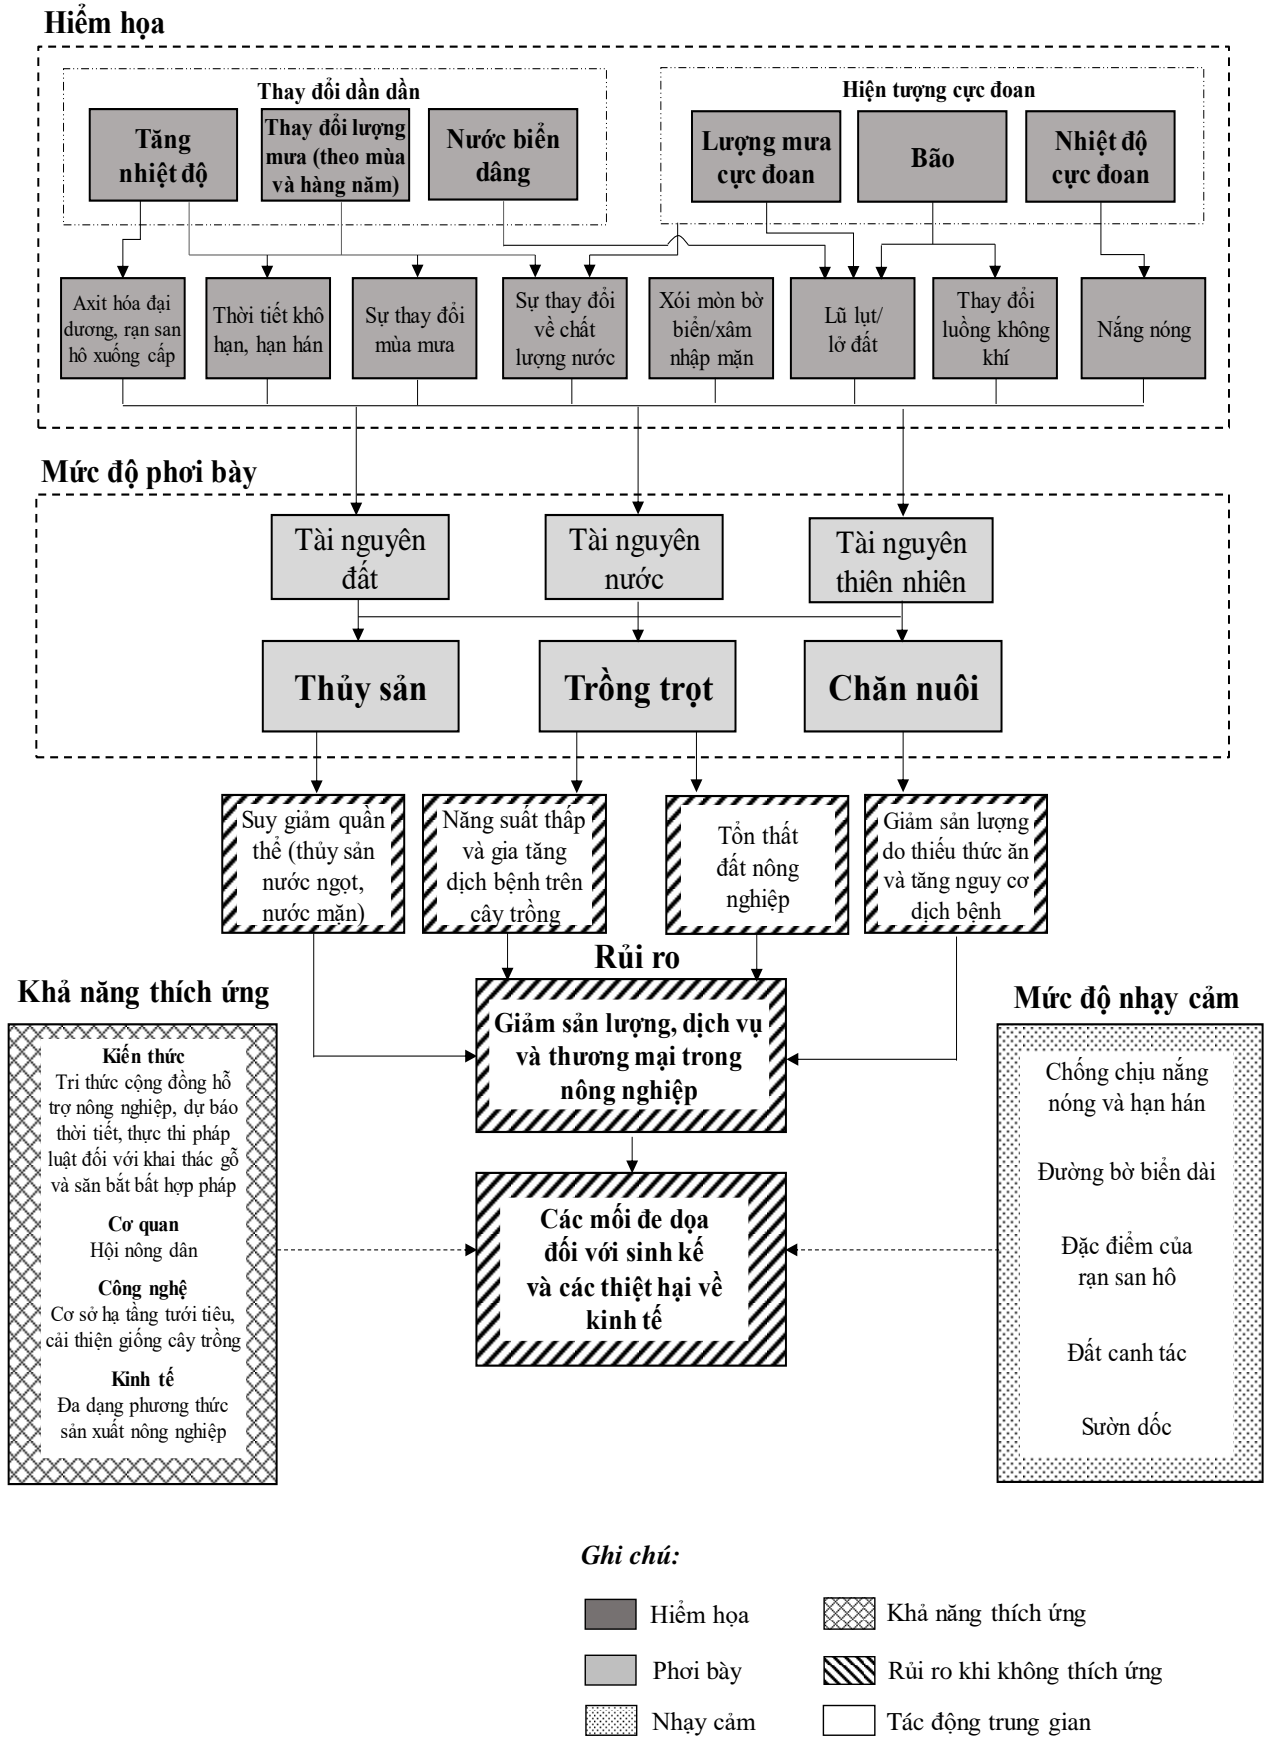 Hiểm họa
Thay đổi dần dần
Hiện tượng cực đoan
Tăng
nhiệt độ
Thay đổi lượng
mưa (theo mùa
và hàng năm)
Nước biển
dâng
Lượng mưa
cực đoan
Bão
Nhiệt độ
cực đoan
Axit hóa đại
dương, rạn san
hô xuống cấp
Thời tiết khô
hạn, hạn hán
Sự thay đổi
mùa mưa
Sự thay đổi
về chất
lượng nước
Xói mòn bờ
biển/xâm
nhập mặn
Lũ lụt/
lở đất
Thay đổi
luồng không
khí
Nắng nóng
Mức độ phơi bày
Tài nguyên
đất
Tài nguyên
nước
Tài nguyên
thiên nhiên
Thủy sản
Trồng trọt
Chăn nuôi
Suy giảm quần
thể (thủy sản
nước ngọt,
nước mặn)
Năng suất thấp
và gia tăng
dịch bệnh trên
cây trồng
Tổn thất
đất nông
nghiệp
Giảm sản lượng
do thiếu thức ăn
và tăng nguy cơ
dịch bệnh
Rủi ro
Giảm sản lượng, dịch vụ
và thương mại trong
nông nghiệp
Các mối đe dọa
đối với sinh kế
và các thiệt hại về
kinh tế
Khả năng thích ứng
Kiến thức
Tri thức cộng đồng hỗ
trợ nông nghiệp, dự báo
thời tiết, thực thi pháp
luật đối với khai thác gỗ
và săn bắt bất hợp pháp
Cơ quan
Hội nông dân
Công nghệ
Cơ sở hạ tầng tưới tiêu,
cải thiện giống cây trồng
Kinh tế
Đa dạng phương thức
sản xuất nông nghiệp
Mức độ nhạy cảm
Chống chịu nắng
nóng và hạn hán
Đường bờ biển dài
Đặc điểm của
rạn san hô
Đất canh tác
Sườn dốc
Ghi chú:
Hiểm họa
Khả năng thích ứng
Phơi bày
Rủi ro khi không thích ứng
Nhạy cảm
Tác động trung gian